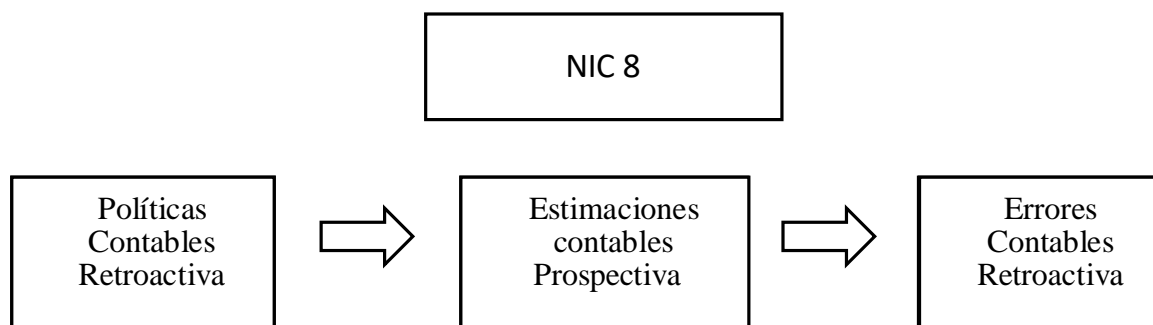 NIC 8
Políticas
Contables
Retroactiva
Estimaciones
contables
Prospectiva
Errores
Contables
Retroactiva